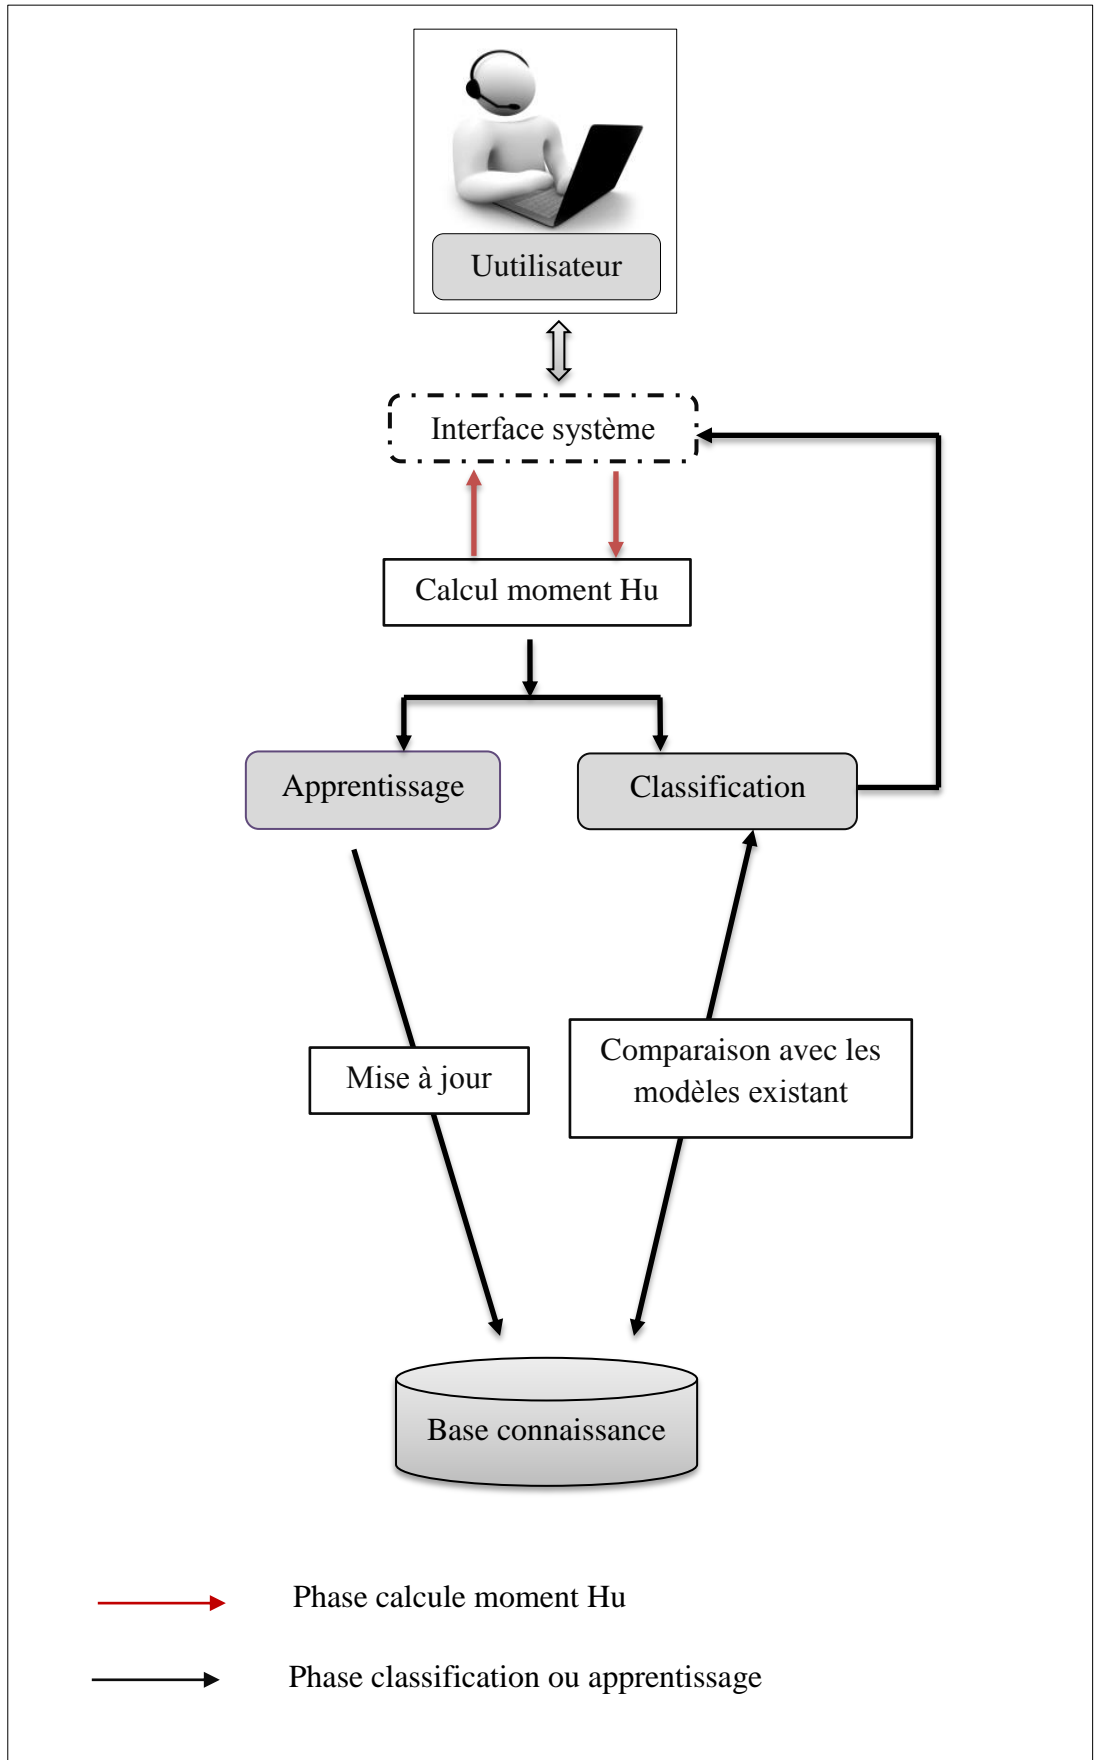 Uutilisateur
Interface système
Calcul moment Hu
Apprentissage
Classification
Mise à jour
Comparaison avec les
modèles existant
Base connaissance
Phase calcule moment Hu
Phase classification ou apprentissage